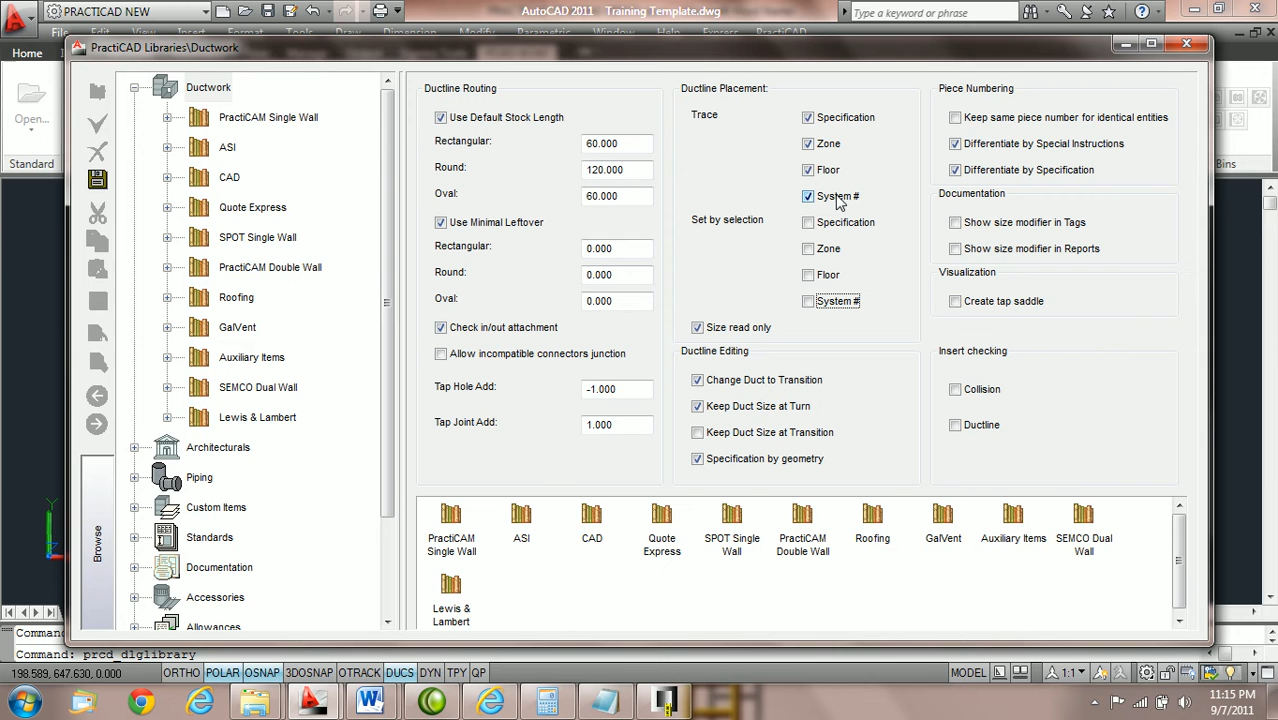 PRACTICAD NEW
AutoCAD 2011 Training Template.dwg
Type a keyword or phrase
PractiCAD Libraries\Ductwork
Home
Open...
Standard
Bins
Browse
Ductwork
PractiCAM Single Wall
ASI
CAD
Quote Express
SPOT Single Wall
PractiCAM Double Wall
Roofing
GalVent
Auxiliary Items
SEMCO Dual Wall
Lewis & Lambert
Architecturals
Piping
Custom Items
Standards
Documentation
Accessories
Allowances
Ductline Routing
Use Default Stock Length
Rectangular: 60.000
Round: 120.000
Oval: 60.000
Use Minimal Leftover
Rectangular: 0.000
Round: 0.000
Oval: 0.000
Check in/out attachment
Allow incompatible connectors junction
Tap Hole Add: -1.000
Tap Joint Add: 1.000
Ductline Placement:
Trace
Specification
Zone
Floor
System #
Set by selection
Specification
Zone
Floor
System #
Size read only
Ductline Editing
Change Duct to Transition
Keep Duct Size at Turn
Keep Duct Size at Transition
Specification by geometry
Piece Numbering
Keep same piece number for identical entities
Differentiate by Special Instructions
Differentiate by Specification
Documentation
Show size modifier in Tags
Show size modifier in Reports
Visualization
Create tap saddle
Insert checking
Collision
Ductline
PractiCAM
Single Wall
ASI
CAD
Quote
Express
SPOT Single
Wall
PractiCAM
Double Wall
Roofing
GalVent
Auxiliary Items
SEMCO Dual
Wall
Lewis &
Lambert
Command: prcd_dlglibrary
198.589, 647.630, 0.000
ORTHO POLAR OSNAP 3DOSNAP OTRACK DUCS DYN TPY QP
MODEL
1:1
11:15 PM
9/7/2011